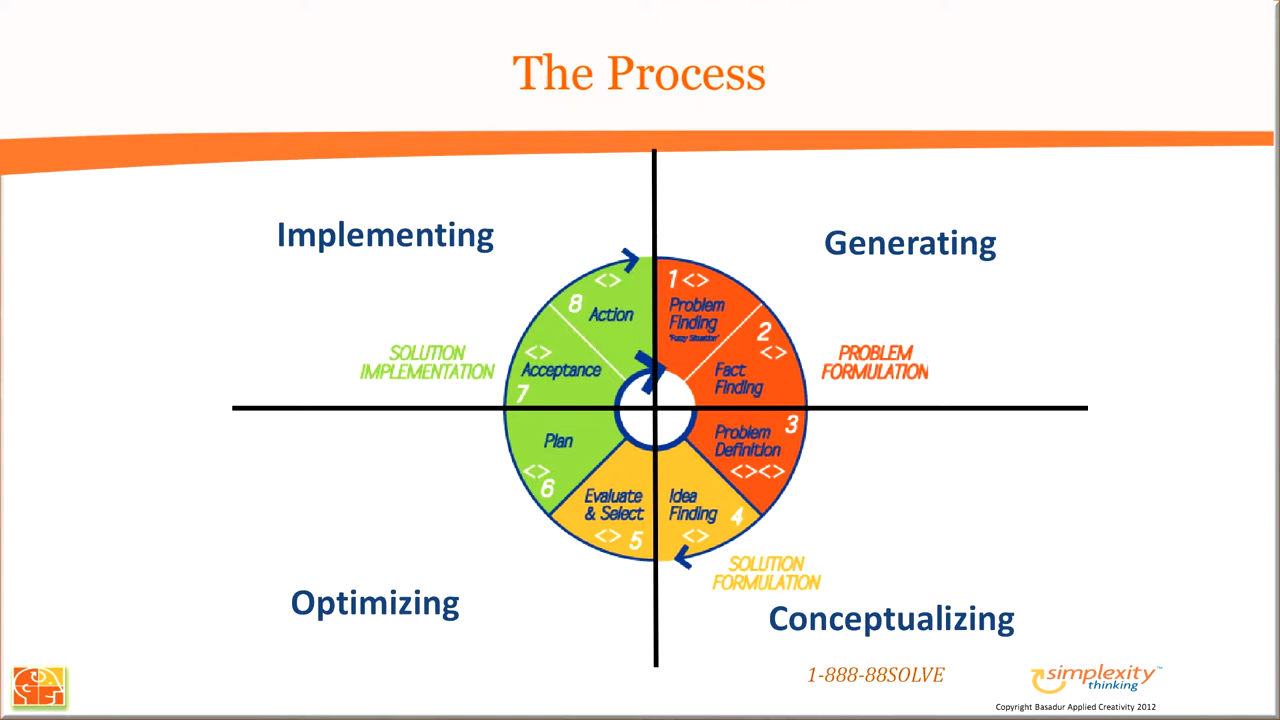 The Process
Implementing
Generating
8
<>
Action
1 <>
Problem
Finding
"Fuzzy Situation"
2
<>
Fact
Finding
SOLUTION
IMPLEMENTATION
<>
Acceptance
7
PROBLEM
FORMULATION
3
Problem
Definition
<><>
Plan
<>
6
Evaluate
& Select
<> 5
Idea
Finding
4
<>
SOLUTION
FORMULATION
Optimizing
Conceptualizing
1-888-88SOLVE
simplexity™
thinking
Copyright Basadur Applied Creativity 2012